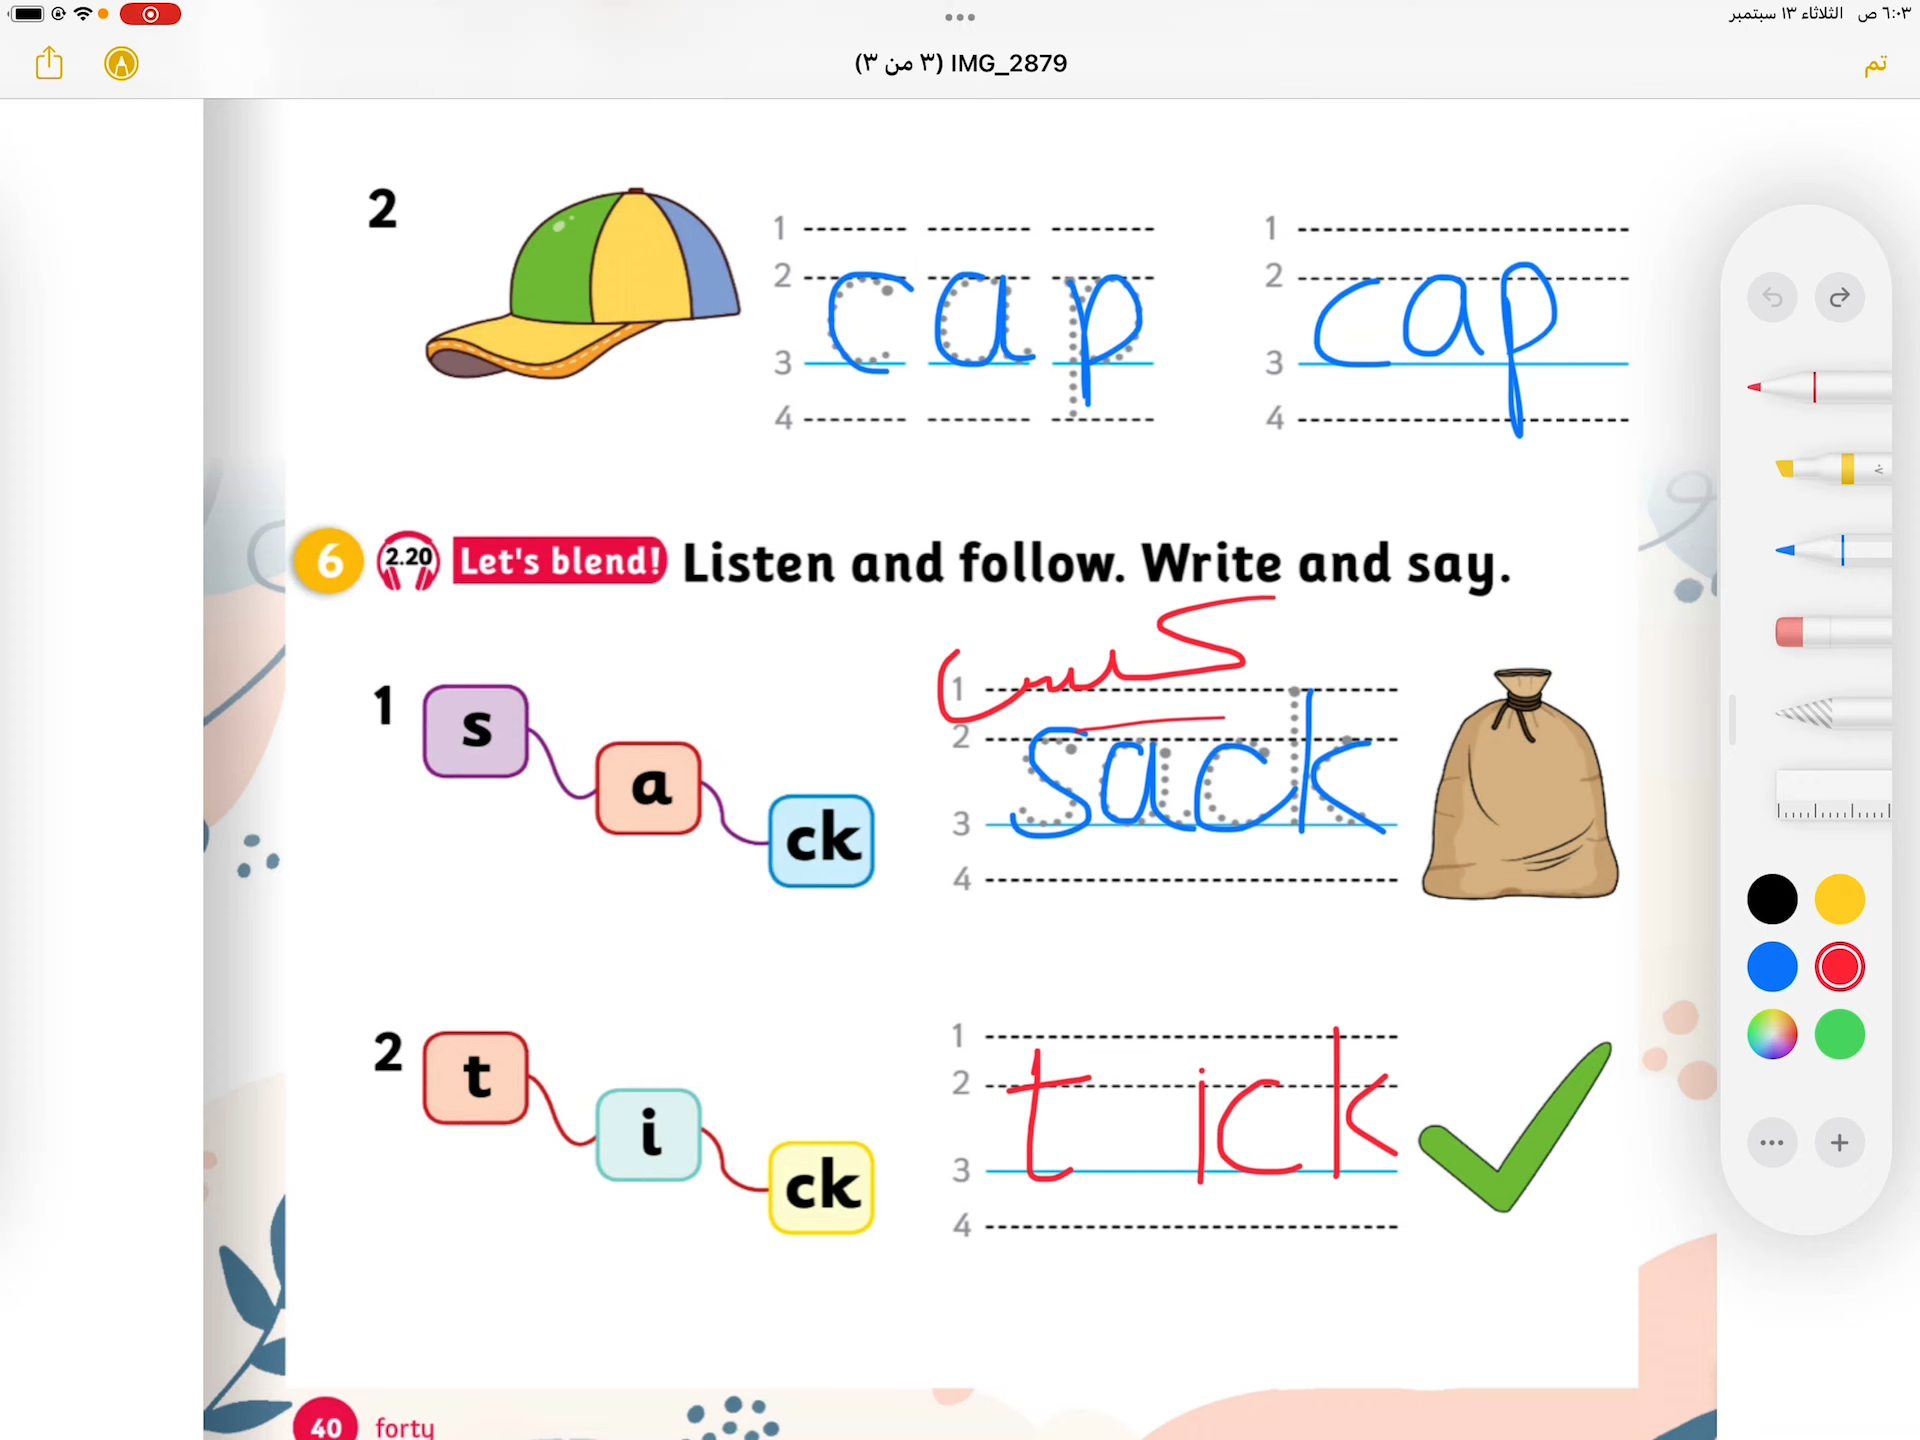 ٦:٠٣ ص الثلاثاء ١٣ سبتمبر
IMG_2879 (٣ من ٣)
تم
2
1
2 cap
3
4
1
2 cap
3
4
6 2.20 Let's blend! Listen and follow. Write and say.
كيس
1 s a ck
1
2 sack
3
4
2 t i ck
1
2 tick
3
4
40 forty